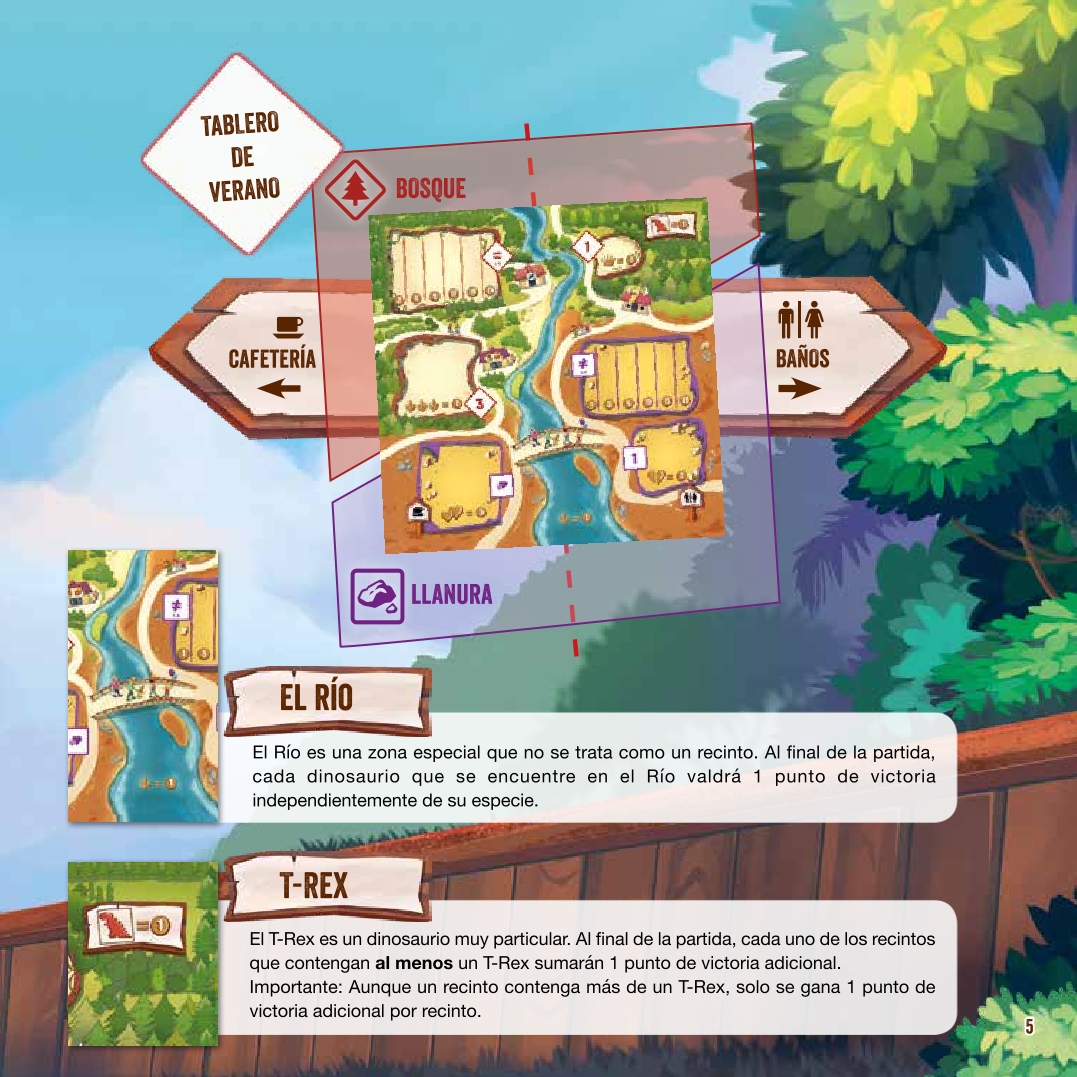 TABLERO
DE
VERANO
BOSQUE
1
CAFETERÍA
BAÑOS
3
1
LLANURA
EL RÍO
El Río es una zona especial que no se trata como un recinto. Al final de la partida,
cada dinosaurio que se encuentre en el Río valdrá 1 punto de victoria
independientemente de su especie.
T-REX
=1
El T-Rex es un dinosaurio muy particular. Al final de la partida, cada uno de los recintos
que contengan al menos un T-Rex sumarán 1 punto de victoria adicional.
Importante: Aunque un recinto contenga más de un T-Rex, solo se gana 1 punto de
victoria adicional por recinto.
5